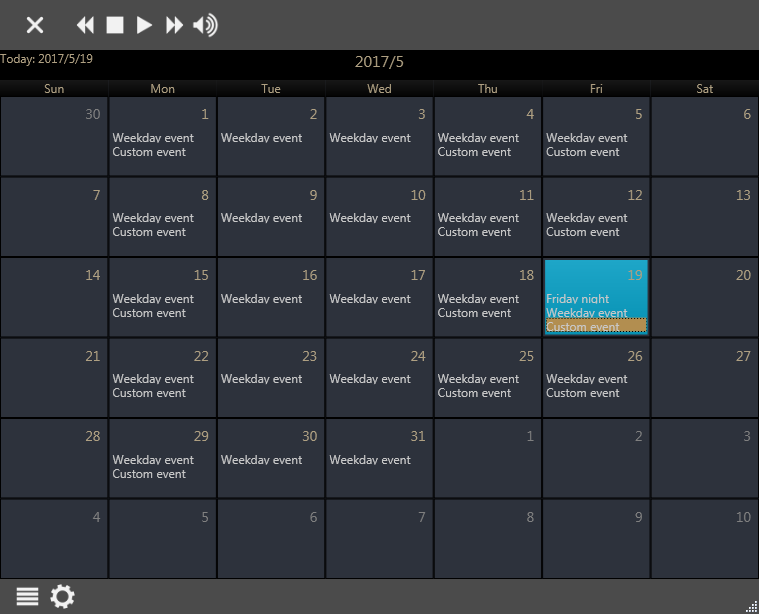 Today: 2017/5/19
2017/5
Sun Mon Tue Wed Thu Fri Sat
30 1 2 3 4 5 6
Weekday event Weekday event Weekday event Weekday event Weekday event
Custom event Custom event Custom event
7 8 9 10 11 12 13
Weekday event Weekday event Weekday event Weekday event Weekday event
Custom event Custom event Custom event
14 15 16 17 18 19 20
Weekday event Weekday event Weekday event Weekday event Friday night
Custom event Custom event Weekday event
Custom event
21 22 23 24 25 26 27
Weekday event Weekday event Weekday event Weekday event Weekday event
Custom event Custom event Custom event
28 29 30 31 1 2 3
Weekday event Weekday event Weekday event
Custom event
4 5 6 7 8 9 10